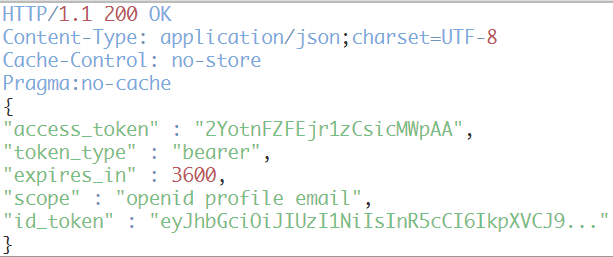 HTTP/1.1 200 OK
Content-Type: application/json;charset=UTF-8
Cache-Control: no-store
Pragma:no-cache
{
"access_token" : "2YotnFZFEjr1zCsicMWpAA",
"token_type" : "bearer",
"expires_in" : 3600,
"scope" : "openid profile email",
"id_token" : "eyJhbGciOiJIUzI1NiIsInR5cCI6IkpXVCJ9..."
}